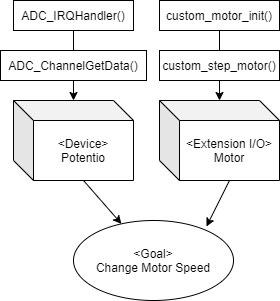 ADC_IRQHandler()
custom_motor_init()
ADC_ChannelGetData()
custom_step_motor()
<Device>
Potentio
<Extension I/O>
Motor
<Goal>
Change Motor Speed